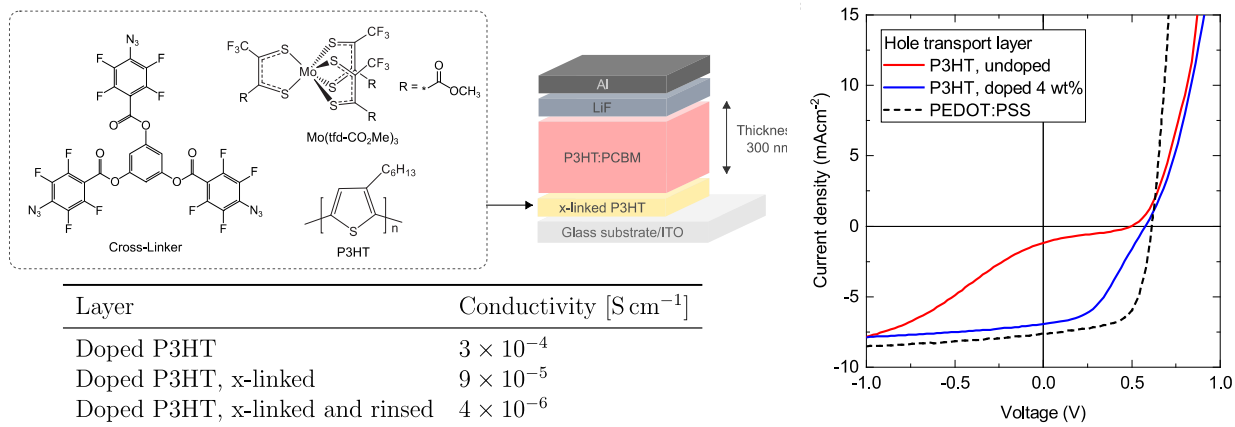 N₃
F
F
F
F
O
O
O
O
O
O
F
F
F
F
N₃
F
F
F
F
N₃
Cross-Linker
CF₃
S
S
R
Mo
S
S
S
S
CF₃
CF₃
R
R
Mo(tfd-CO₂Me)₃
R = *
O
OCH₃
C₆H₁₃
S
n
P3HT
Al
LiF
P3HT:PCBM
x-linked P3HT
Glass substrate/ITO
Thickness
300 nm
Layer Conductivity [S cm⁻¹]
Doped P3HT 3 × 10⁻⁴
Doped P3HT, x-linked 9 × 10⁻⁵
Doped P3HT, x-linked and rinsed 4 × 10⁻⁶
Hole transport layer
P3HT, undoped
P3HT, doped 4 wt%
PEDOT:PSS
Current density (mAcm⁻²)
15
10
5
0
-5
-10
-1.0 -0.5 0.0 0.5 1.0
Voltage (V)